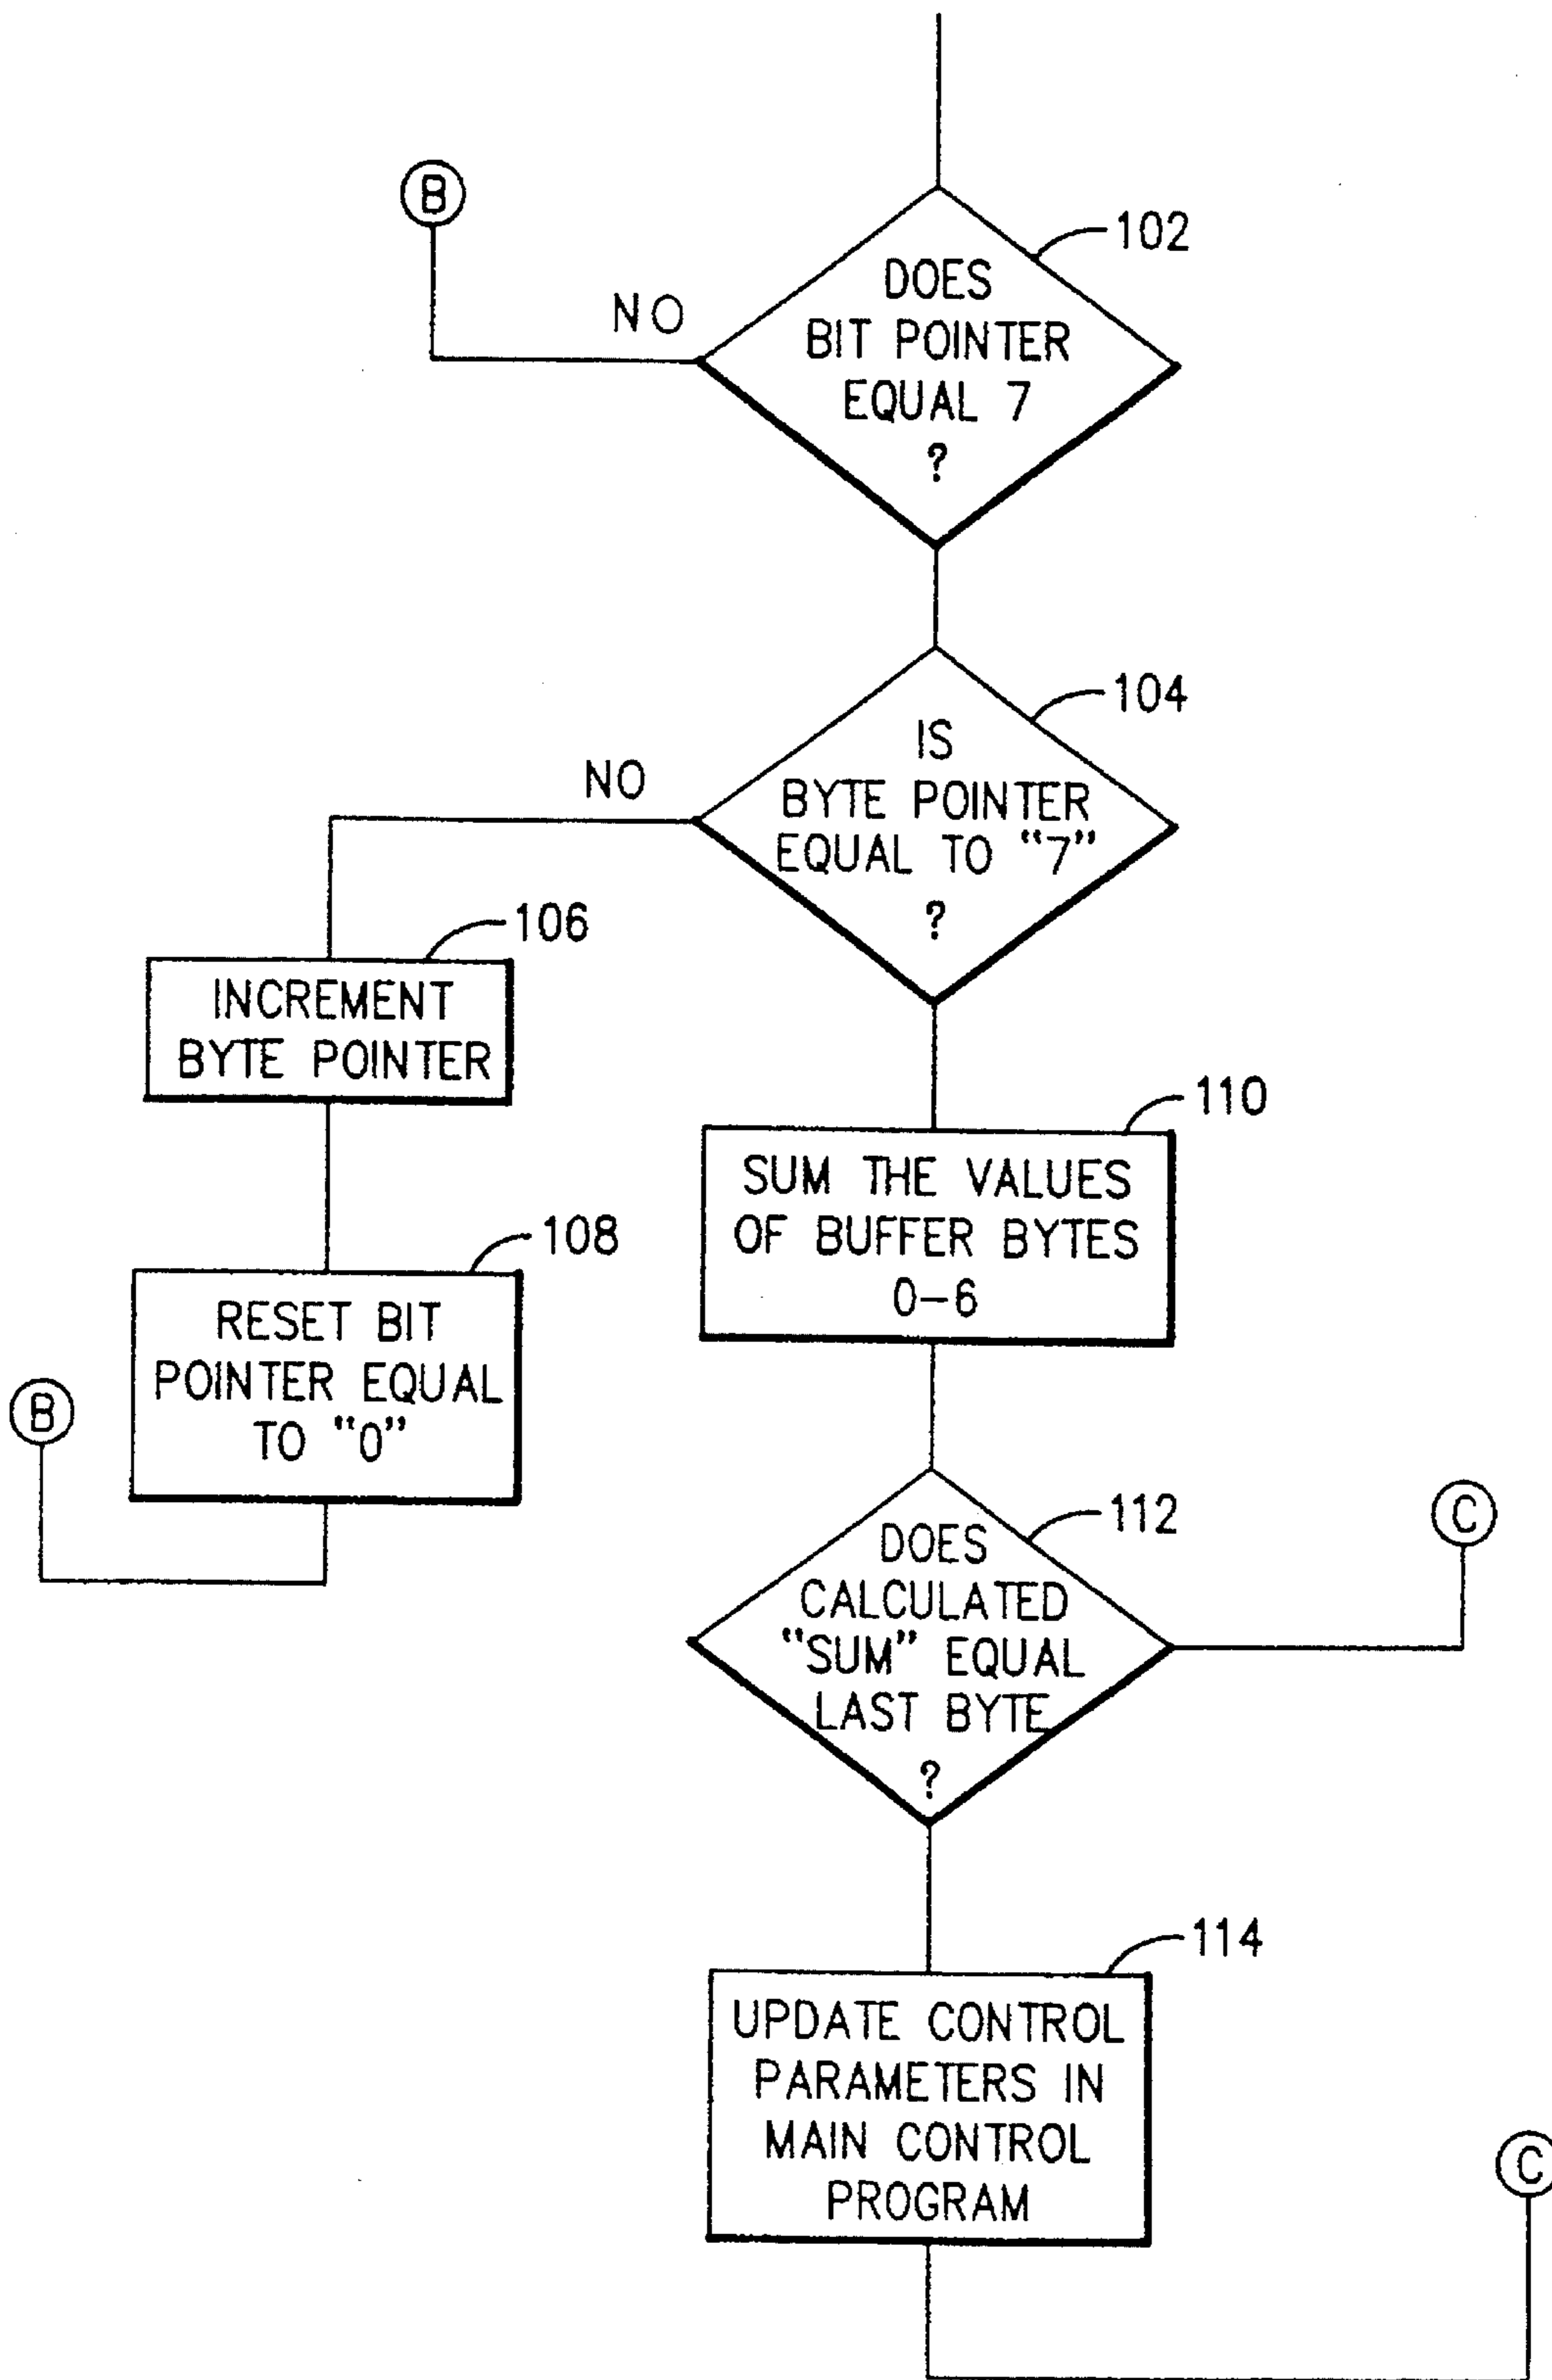 B
102
DOES
BIT POINTER
EQUAL 7
?
NO
104
IS
BYTE POINTER
EQUAL TO “7”
?
NO
106
INCREMENT
BYTE POINTER
110
SUM THE VALUES
OF BUFFER BYTES
0-6
108
RESET BIT
POINTER EQUAL
TO “0”
B
112
DOES
CALCULATED
“SUM” EQUAL
LAST BYTE
?
C
114
UPDATE CONTROL
PARAMETERS IN
MAIN CONTROL
PROGRAM
C